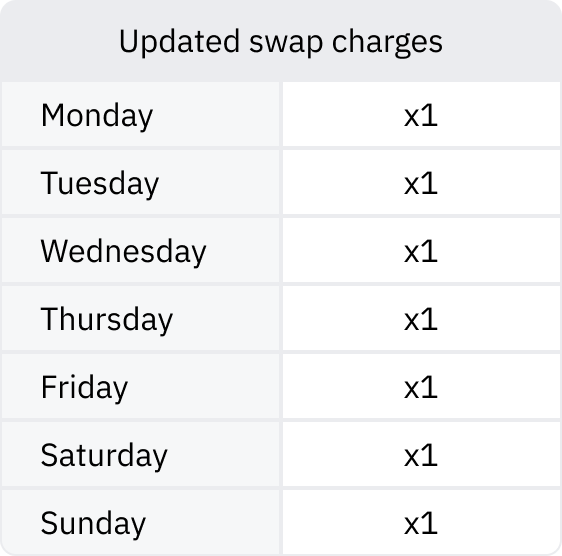 Updated swap charges
Monday x1
Tuesday x1
Wednesday x1
Thursday x1
Friday x1
Saturday x1
Sunday x1